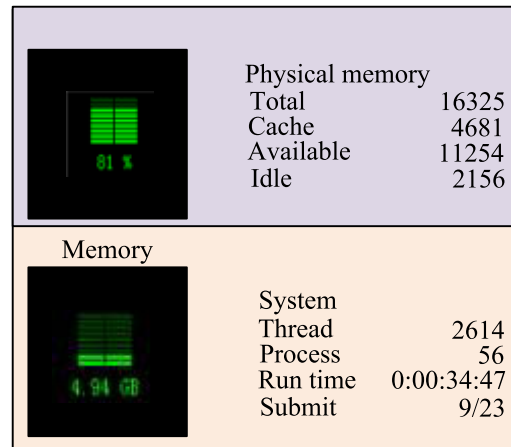 81 %
Physical memory
Total 16325
Cache 4681
Available 11254
Idle 2156
Memory
4.94 GB
System
Thread 2614
Process 56
Run time 0:00:34:47
Submit 9/23